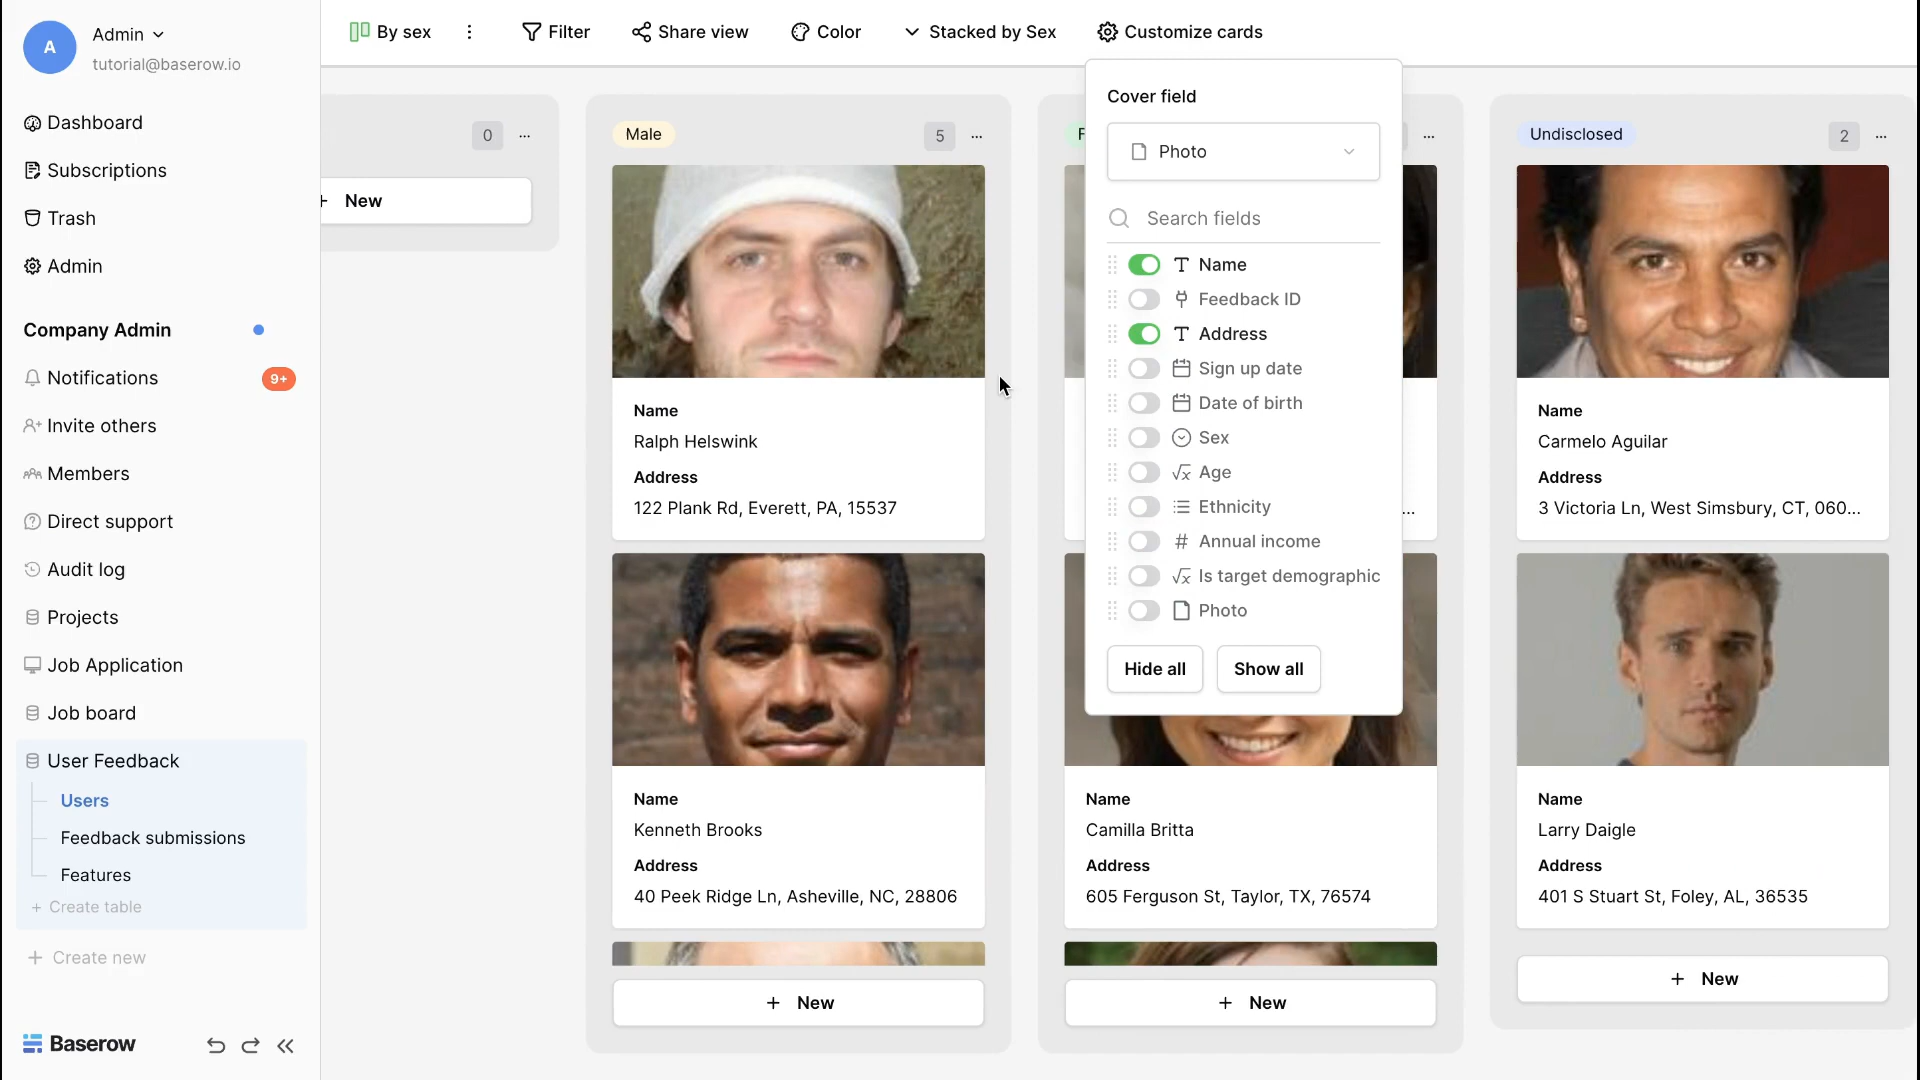 A
Admin
tutorial@baserow.io
Dashboard
Subscriptions
Trash
Admin
Company Admin
Notifications
9+
Invite others
Members
Direct support
Audit log
Projects
Job Application
Job board
User Feedback
Users
Feedback submissions
Features
+ Create table
+ Create new
Baserow
By sex
Filter
Share view
Color
Stacked by Sex
Customize cards
0 ...
+ New
Male
5 ...
Name
Ralph Helswink
Address
122 Plank Rd, Everett, PA, 15537
Name
Kenneth Brooks
Address
40 Peek Ridge Ln, Asheville, NC, 28806
+ New
F
...
...
Name
Camilla Britta
Address
605 Ferguson St, Taylor, TX, 76574
+ New
Cover field
Photo
Search fields
Name
Feedback ID
Address
Sign up date
Date of birth
Sex
Age
Ethnicity
# Annual income
Is target demographic
Photo
Hide all
Show all
Undisclosed
2 ...
Name
Carmelo Aguilar
Address
3 Victoria Ln, West Simsbury, CT, 060...
Name
Larry Daigle
Address
401 S Stuart St, Foley, AL, 36535
+ New